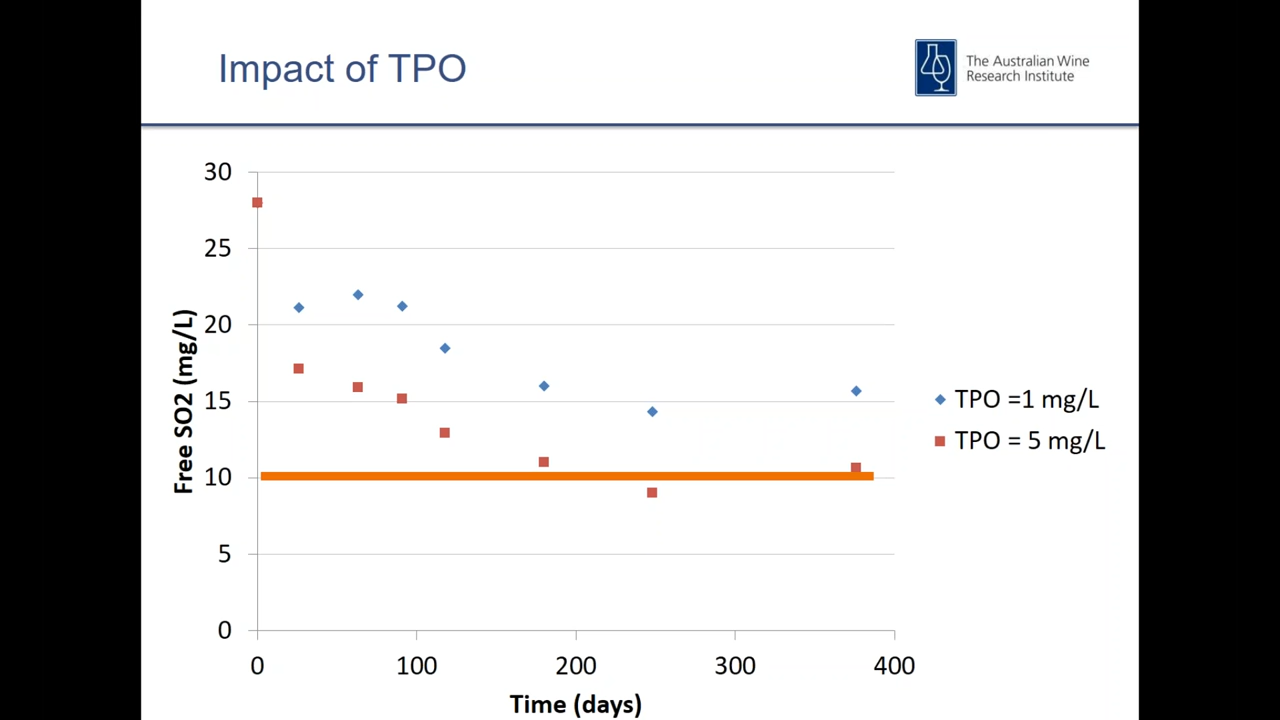 Impact of TPO
The Australian Wine
Research Institute
30
25
20
15
10
5
0
Free SO2 (mg/L)
0 100 200 300 400
Time (days)
TPO =1 mg/L
TPO = 5 mg/L